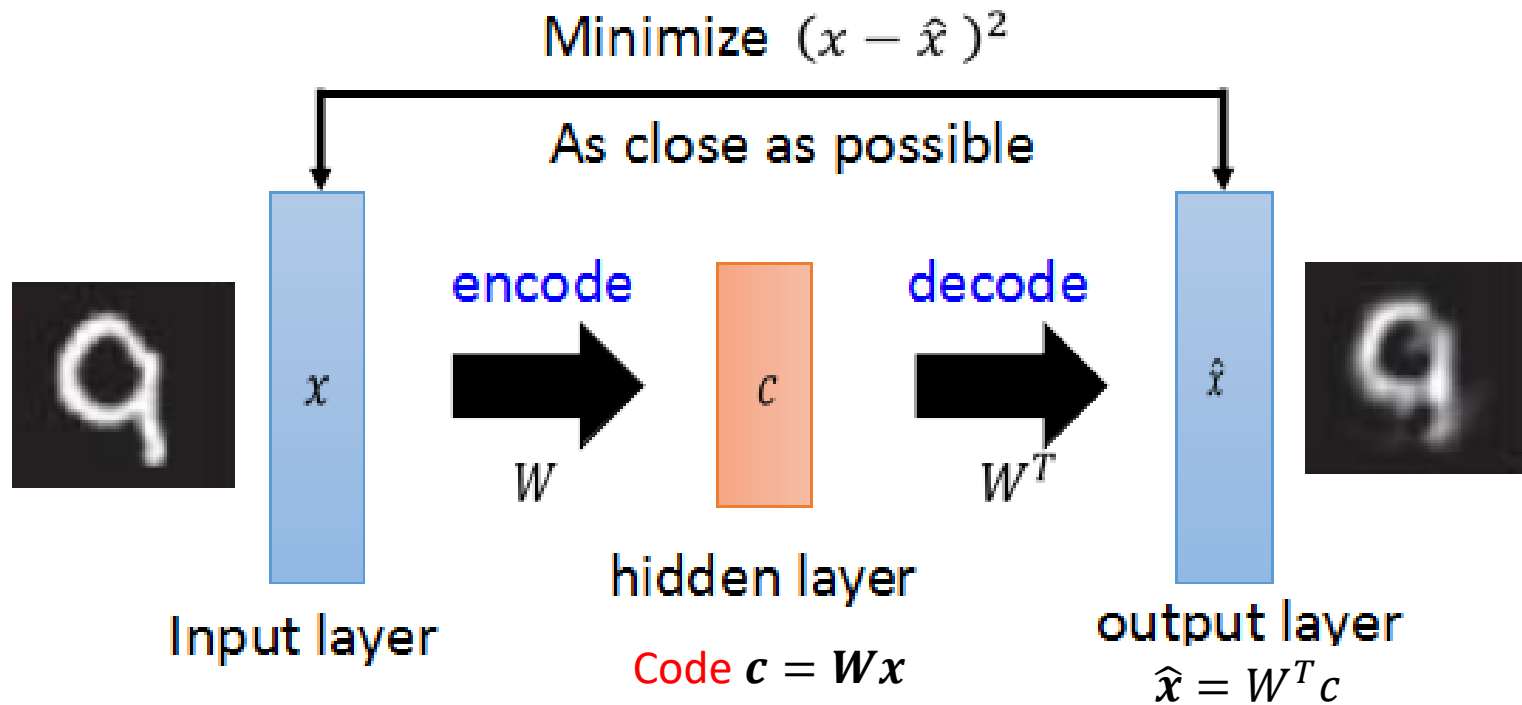 Minimize (x − x̂)²
As close as possible
encode
decode
x
c
x̂
W
Wᵀ
Input layer
hidden layer
output layer
Code c = Wx
x̂ = Wᵀc